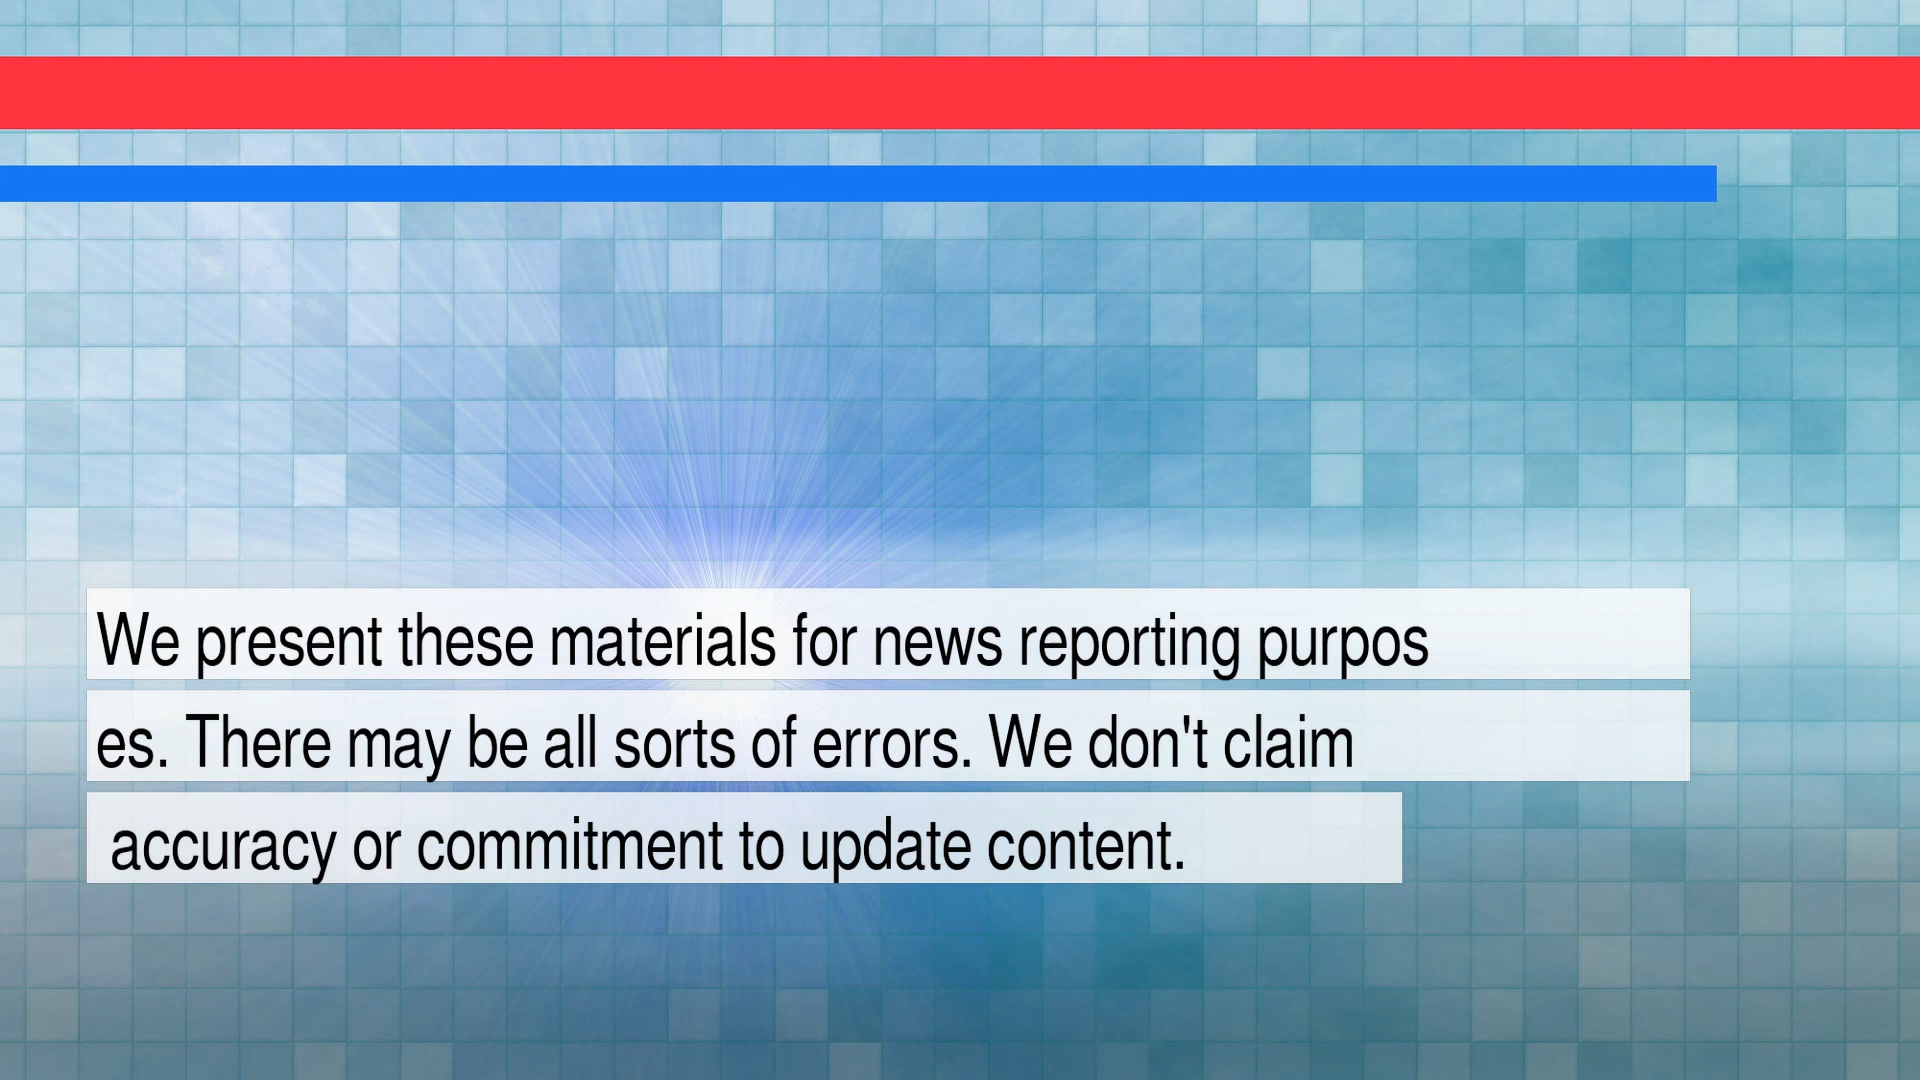 We present these materials for news reporting purpos
es. There may be all sorts of errors. We don't claim
accuracy or commitment to update content.